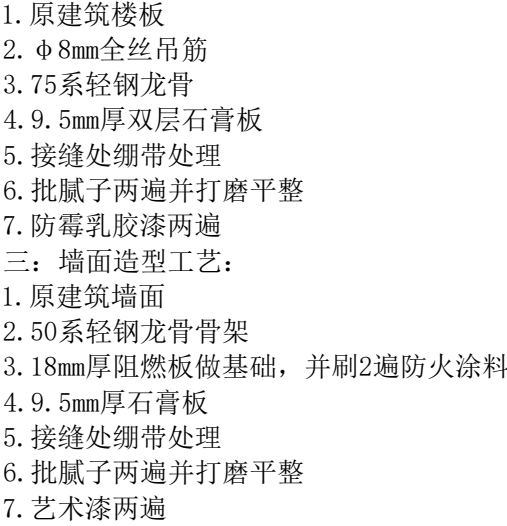 1.原建筑楼板
2.φ8mm全丝吊筋
3.75系轻钢龙骨
4.9.5mm厚双层石膏板
5.接缝处绷带处理
6.批腻子两遍并打磨平整
7.防霉乳胶漆两遍
三：墙面造型工艺：
1.原建筑墙面
2.50系轻钢龙骨骨架
3.18mm厚阻燃板做基础，并刷2遍防火涂料
4.9.5mm厚石膏板
5.接缝处绷带处理
6.批腻子两遍并打磨平整
7.艺术漆两遍